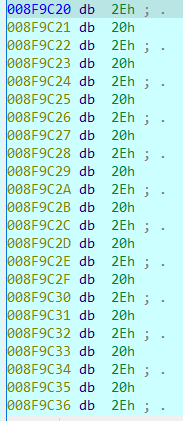 008F9C20 db  2Eh ; .
008F9C21 db  20h
008F9C22 db  2Eh ; .
008F9C23 db  20h
008F9C24 db  2Eh ; .
008F9C25 db  20h
008F9C26 db  2Eh ; .
008F9C27 db  20h
008F9C28 db  2Eh ; .
008F9C29 db  20h
008F9C2A db  2Eh ; .
008F9C2B db  20h
008F9C2C db  2Eh ; .
008F9C2D db  20h
008F9C2E db  2Eh ; .
008F9C2F db  20h
008F9C30 db  2Eh ; .
008F9C31 db  20h
008F9C32 db  2Eh ; .
008F9C33 db  20h
008F9C34 db  2Eh ; .
008F9C35 db  20h
008F9C36 db  2Eh ; .